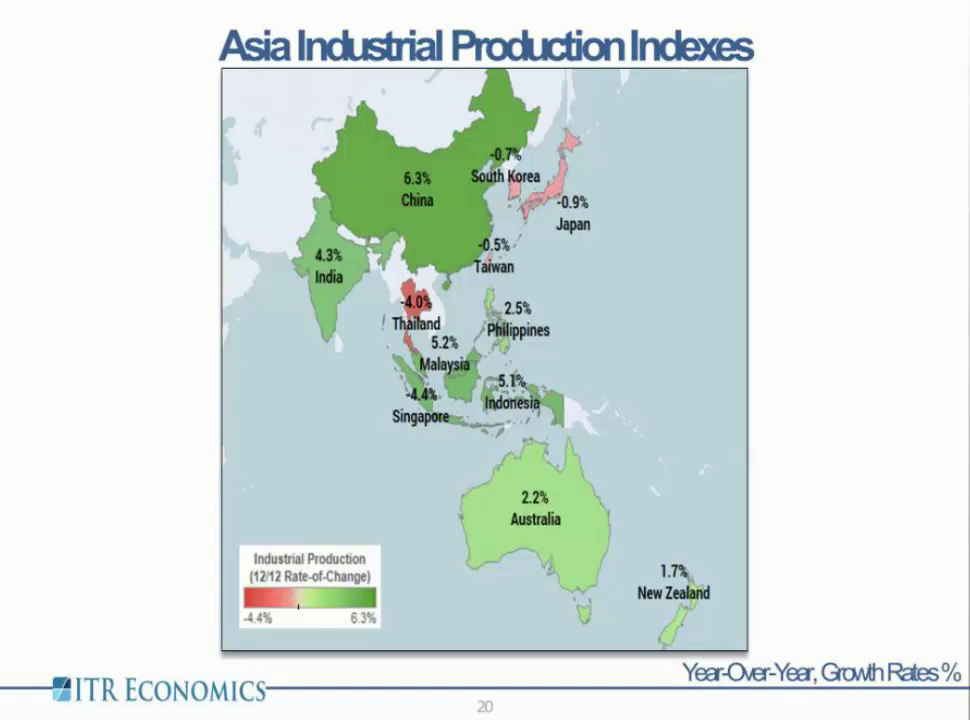 Asia Industrial Production Indexes
-0.7%
South Korea
6.3%
China
-0.9%
Japan
-0.5%
Taiwan
4.3%
India
-4.0%
Thailand
2.5%
Philippines
5.2%
Malaysia
5.1%
Indonesia
-4.4%
Singapore
2.2%
Australia
1.7%
New Zealand
Industrial Production
(12/12 Rate-of-Change)
-4.4% 6.3%
Year-Over-Year, Growth Rates %
ITR ECONOMICS
20